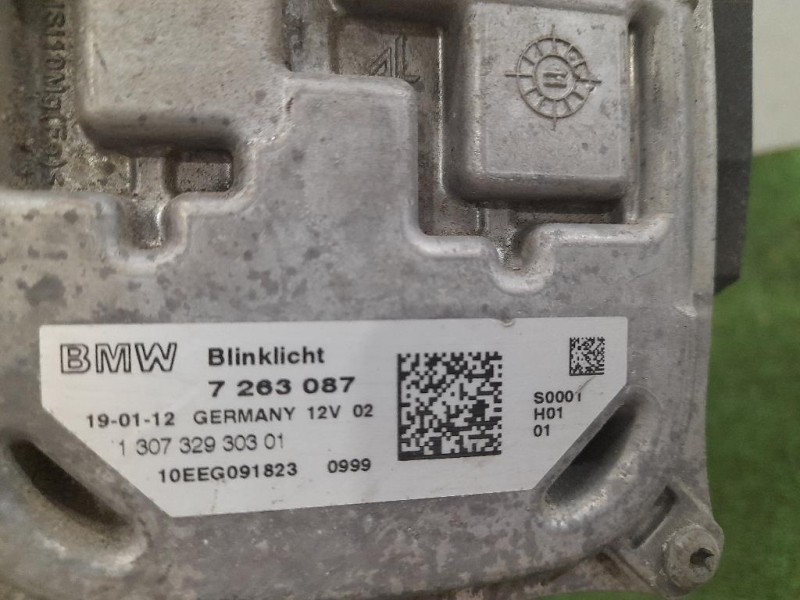 BMW Blinklicht
7 263 087
19-01-12 GERMANY 12V 02
1 307 329 303 01
10EEG091823 0999
S0001
H01
01